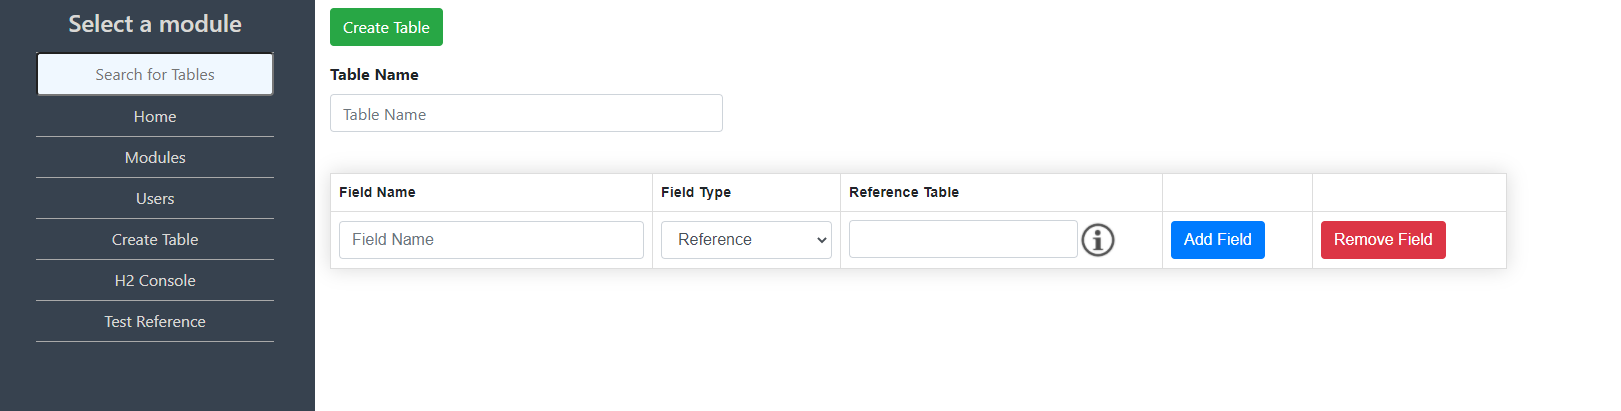 Select a module
Search for Tables
Home
Modules
Users
Create Table
H2 Console
Test Reference
Create Table
Table Name
Table Name
Field Name Field Type Reference Table
Field Name Reference Add Field Remove Field